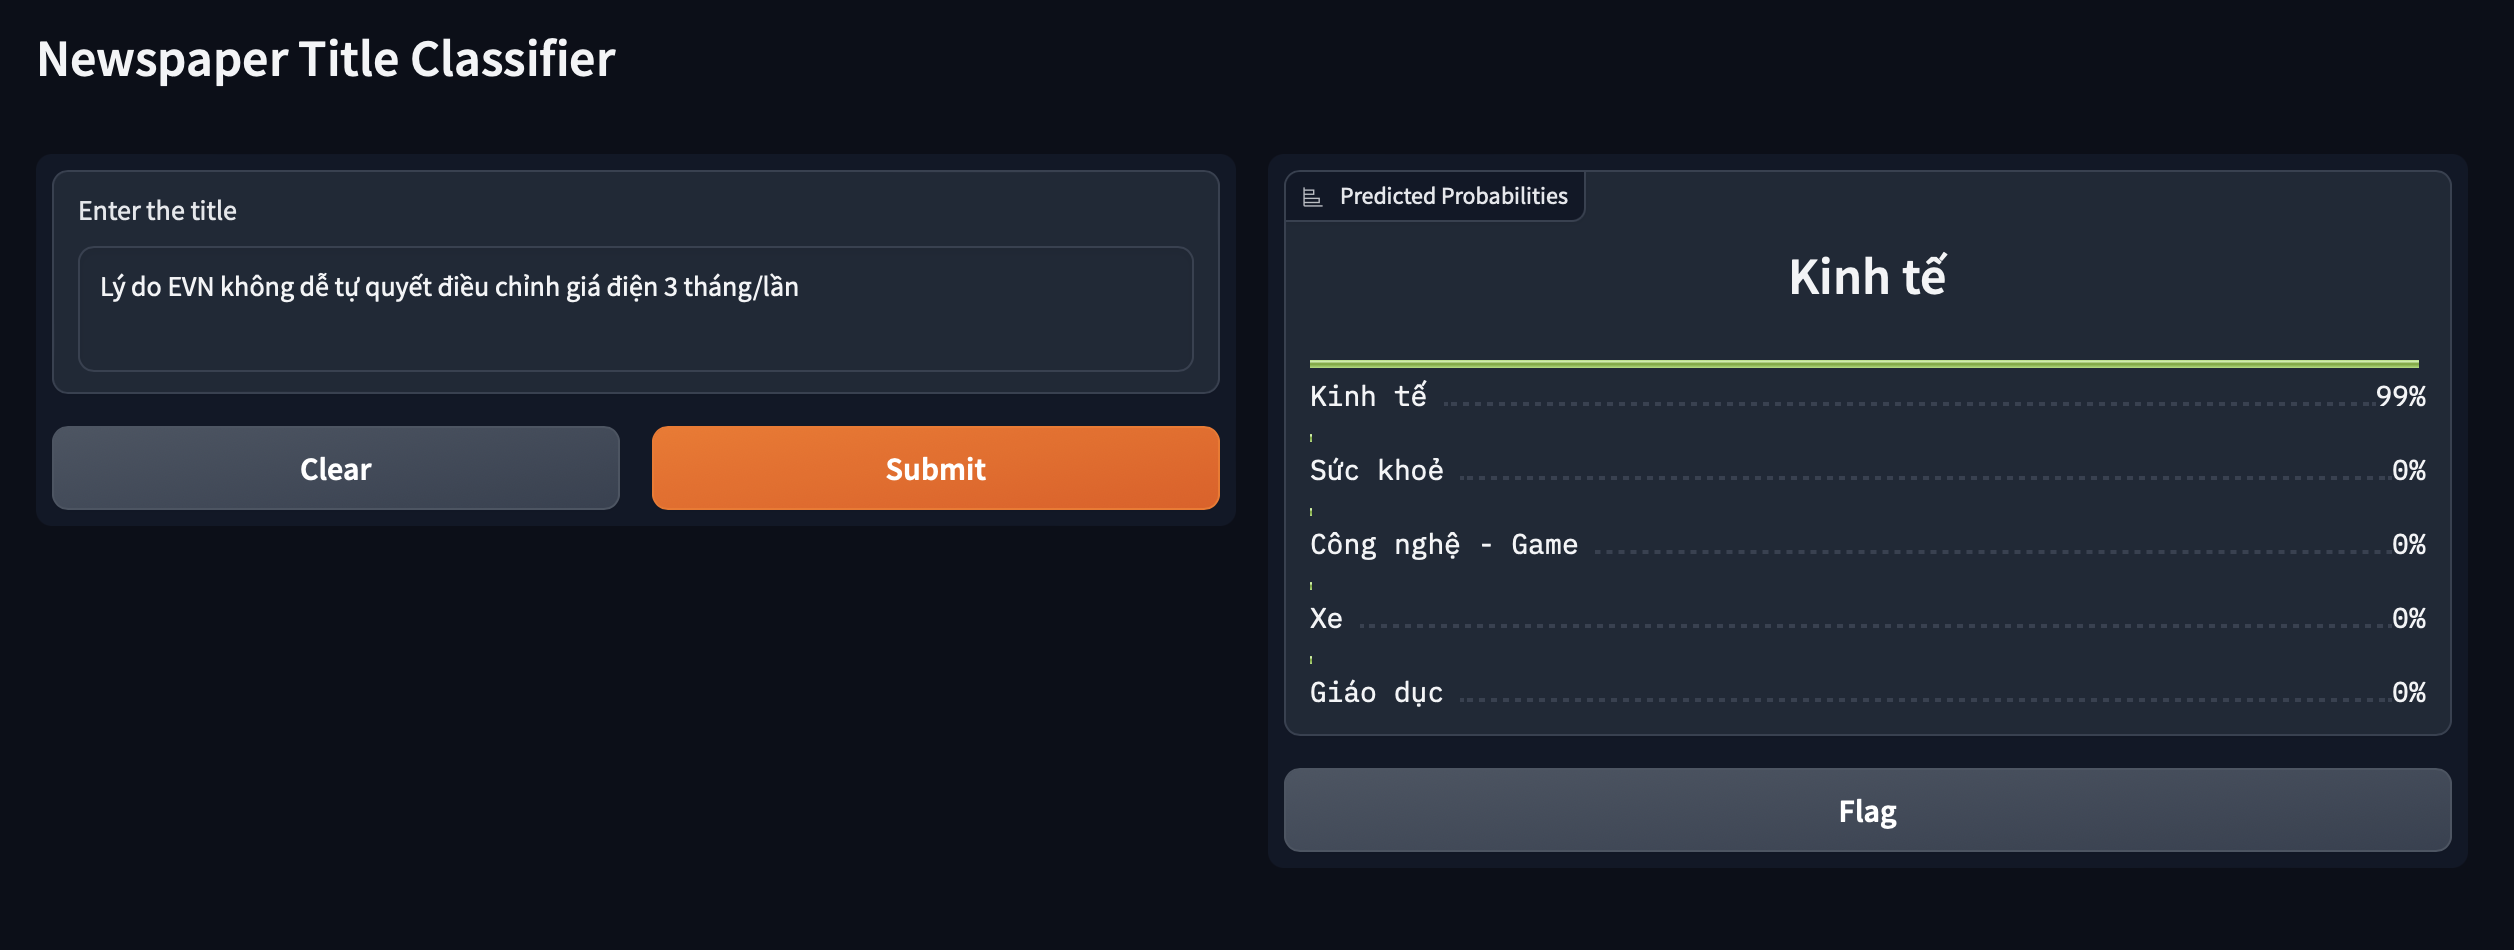 Newspaper Title Classifier
Enter the title
Lý do EVN không dễ tự quyết điều chỉnh giá điện 3 tháng/lần
Clear
Submit
Predicted Probabilities
Kinh tế
Kinh tế 99%
Sức khoẻ 0%
Công nghệ - Game 0%
Xe 0%
Giáo dục 0%
Flag